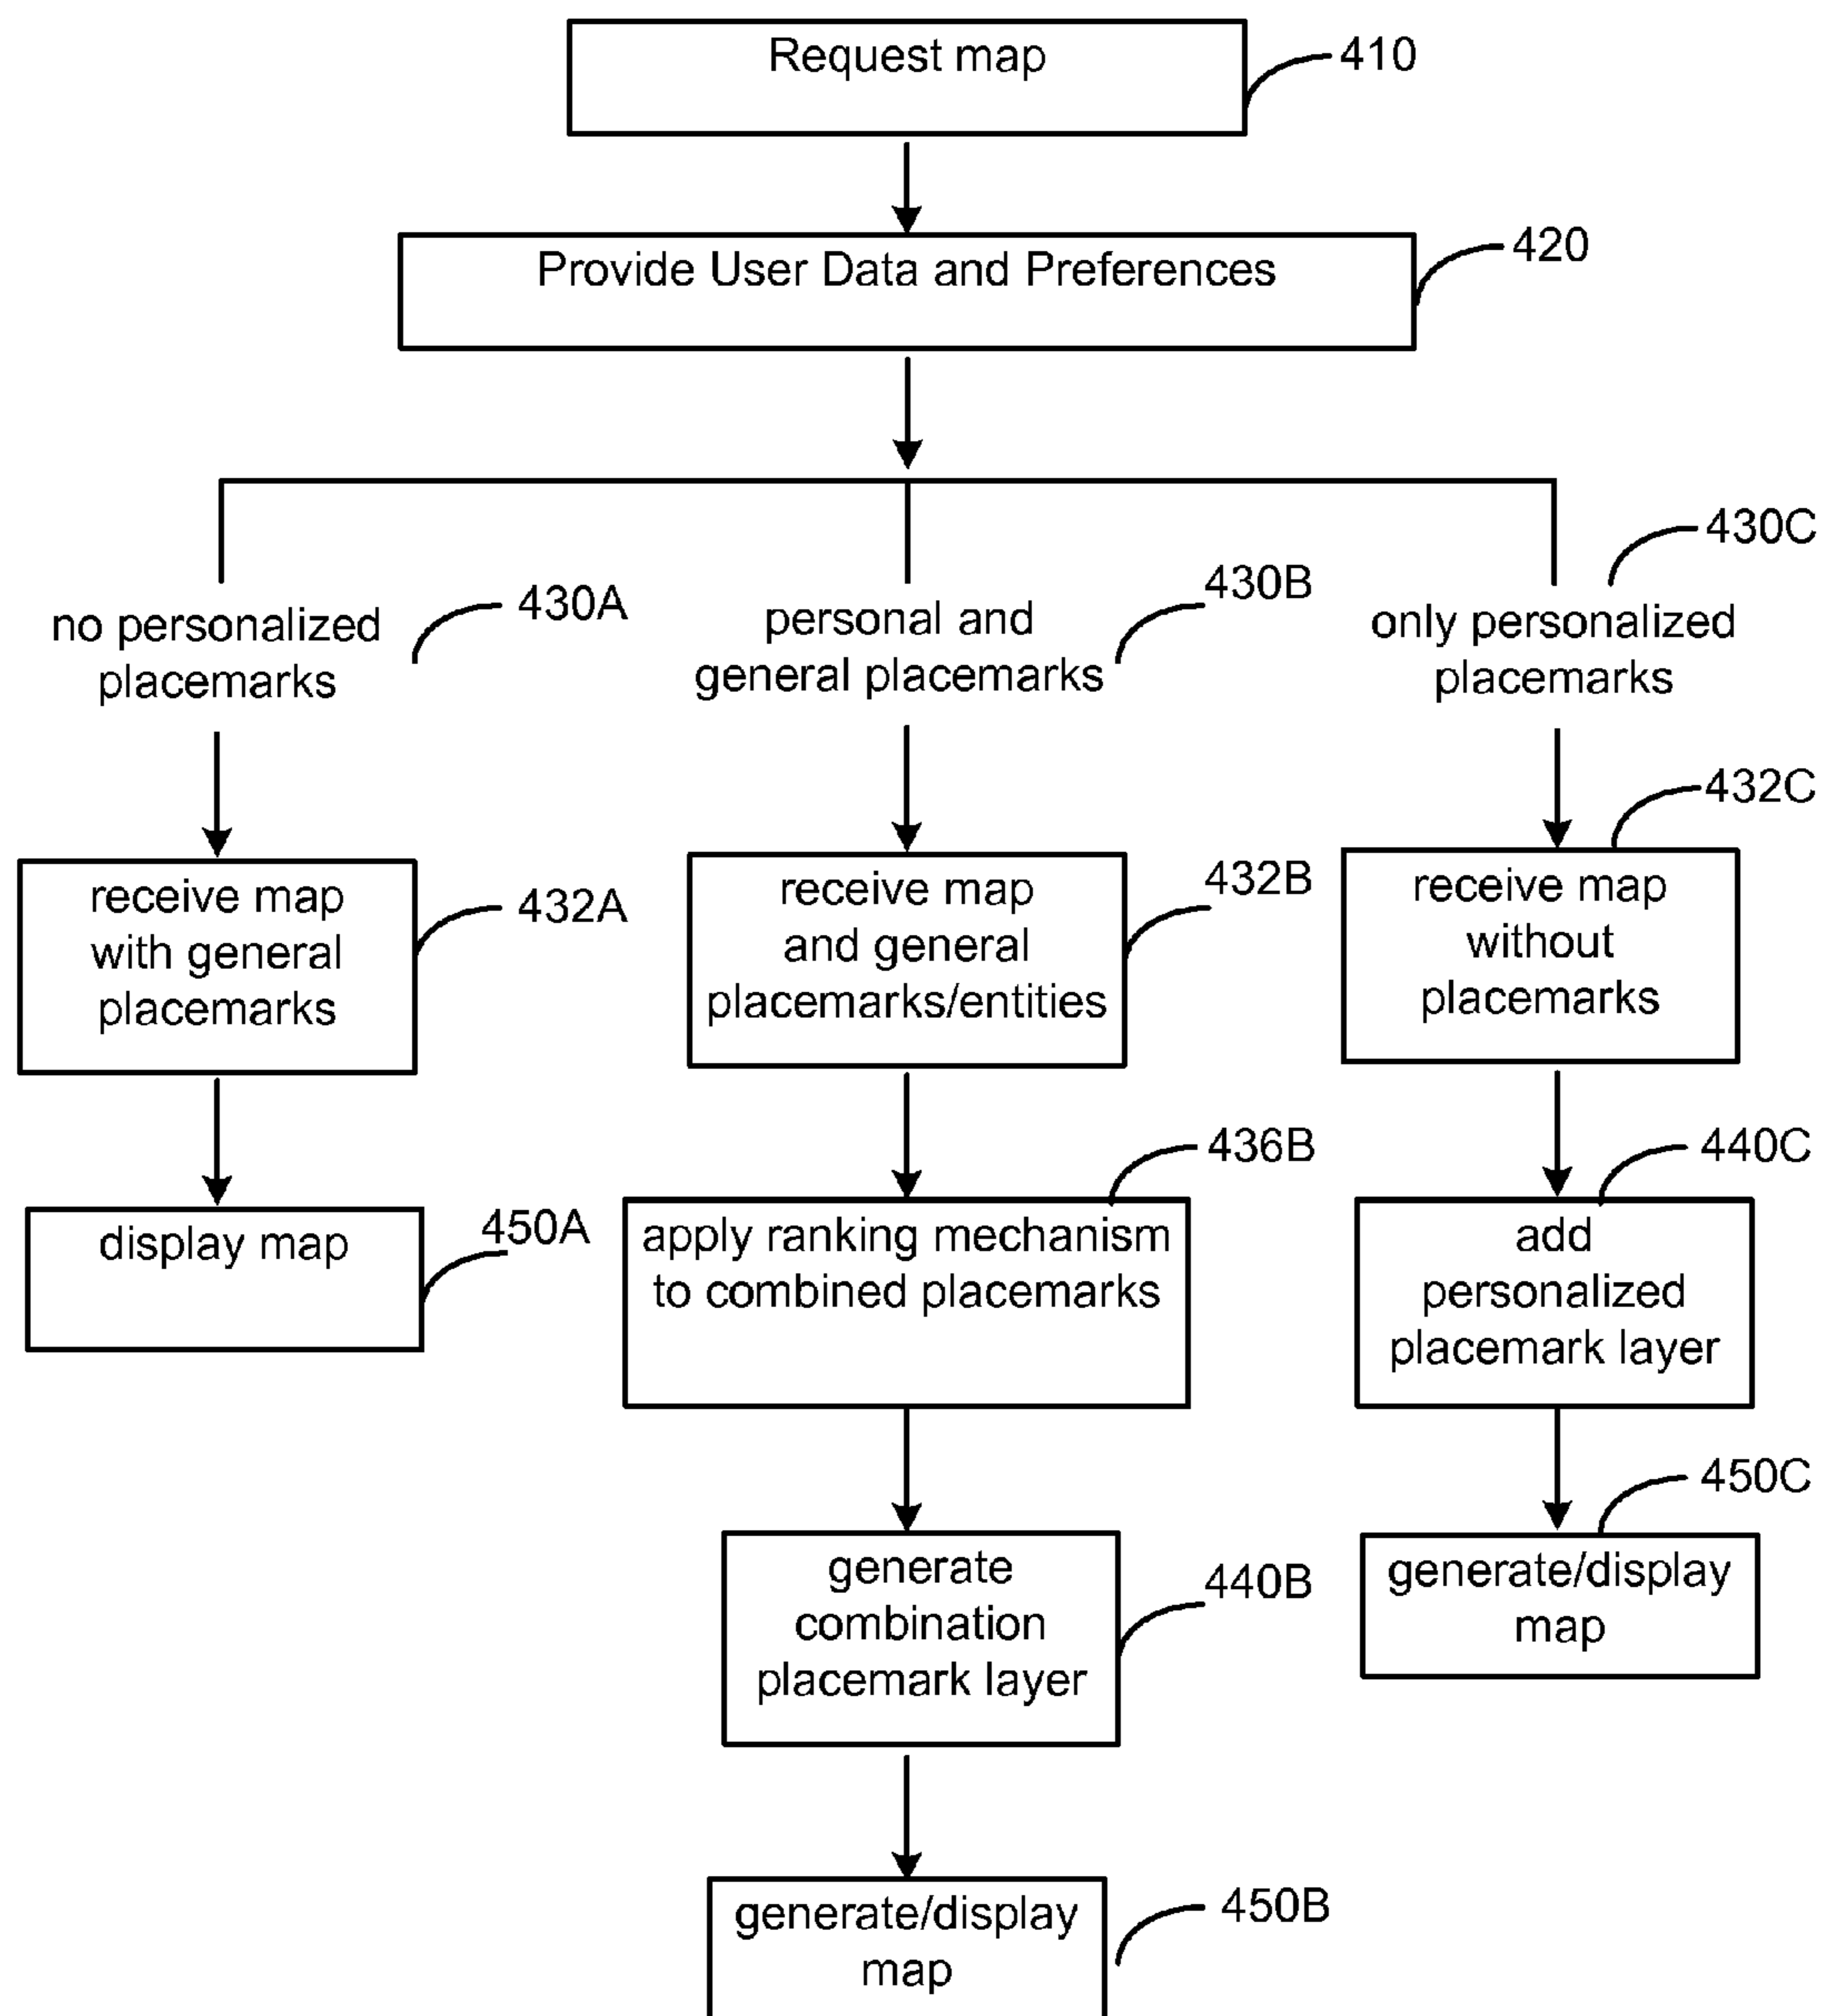 Request map
410
Provide User Data and Preferences
420
no personalized
placemarks
430A
personal and
general placemarks
430B
only personalized
placemarks
430C
receive map
with general
placemarks
432A
receive map
and general
placemarks/entities
432B
receive map
without
placemarks
432C
display map
450A
apply ranking mechanism
to combined placemarks
436B
add
personalized
placemark layer
440C
generate
combination
placemark layer
440B
generate/display
map
450C
generate/display
map
450B